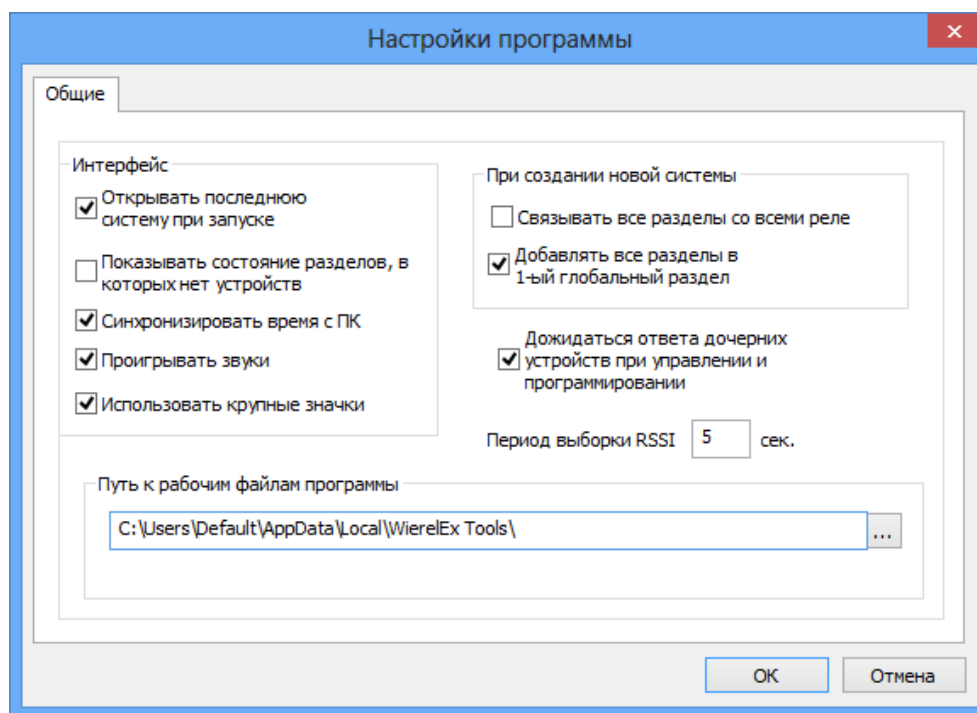 Настройки программы
Общие
Интерфейс
Открывать последнюю
систему при запуске
Показывать состояние разделов, в
которых нет устройств
Синхронизировать время с ПК
Проигрывать звуки
Использовать крупные значки
При создании новой системы
Связывать все разделы со всеми реле
Добавлять все разделы в
1-ый глобальный раздел
Дожидаться ответа дочерних
устройств при управлении и
программировании
Период выборки RSSI 5 сек.
Путь к рабочим файлам программы
C:\Users\Default\AppData\Local\WierelEx Tools\
...
ОК
Отмена